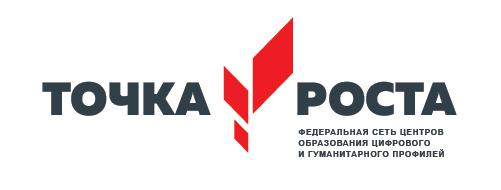 ТОЧКА РОСТА
ФЕДЕРАЛЬНАЯ СЕТЬ ЦЕНТРОВ
ОБРАЗОВАНИЯ ЦИФРОВОГО
И ГУМАНИТАРНОГО ПРОФИЛЕЙ